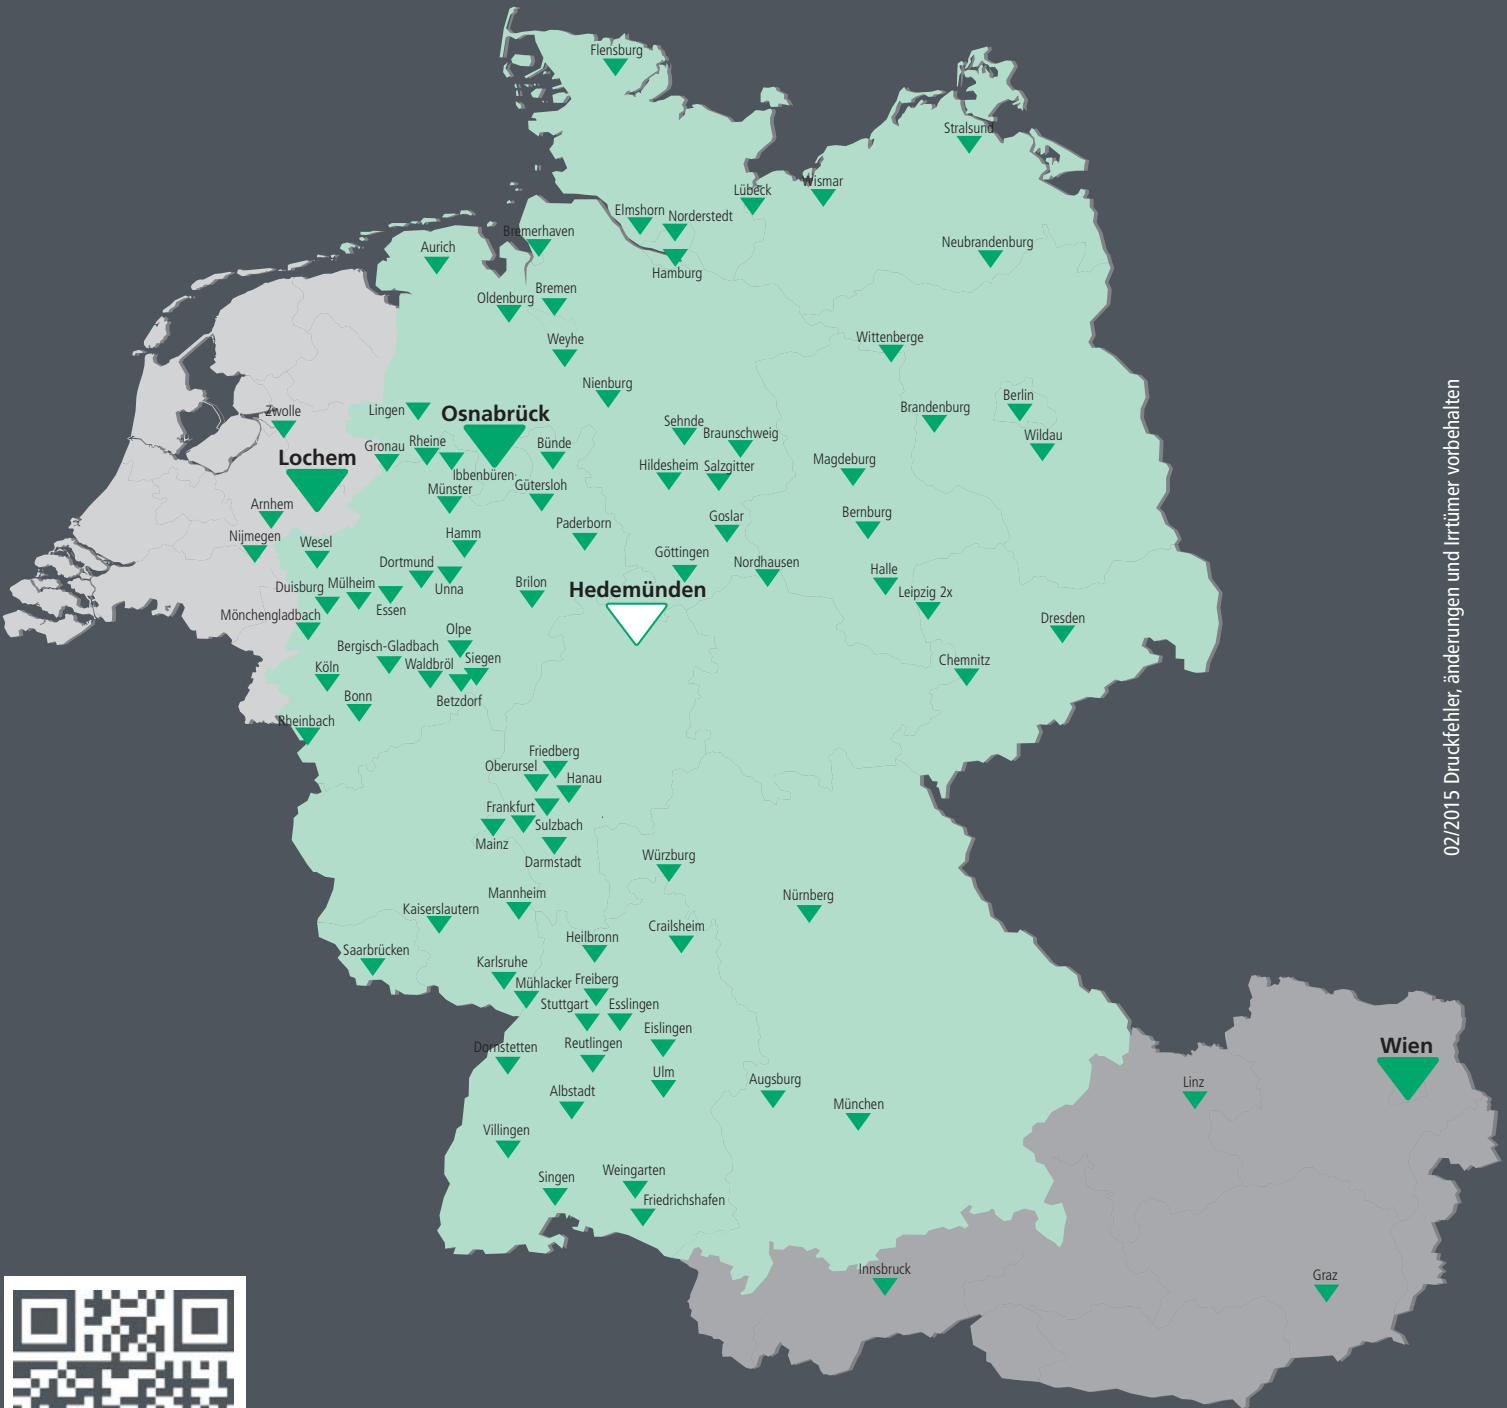 Flensburg
Stralsund
Wismar
Lübeck
Elmshorn
Norderstedt
Bremerhaven
Neubrandenburg
Aurich
Hamburg
Bremen
Oldenburg
Wittenberge
Weyhe
Nienburg
Berlin
Brandenburg
Zwolle
Lingen
Osnabrück
Sehnde
Braunschweig
Wildau
Gronau
Rheine
Bünde
Lochem
Magdeburg
Hildesheim
Salzgitter
Ibbenbüren
Münster
Gütersloh
Arnhem
Bernburg
Goslar
Paderborn
Nijmegen
Wesel
Hamm
Göttingen
Dortmund
Nordhausen
Halle
Duisburg
Mülheim
Unna
Brilon
Hedemünden
Leipzig 2x
Essen
Mönchengladbach
Dresden
Olpe
Bergisch-Gladbach
Waldbröl
Siegen
Chemnitz
Köln
Bonn
Betzdorf
Rheinbach
Friedberg
Oberursel
Hanau
Frankfurt
Sulzbach
Mainz
Darmstadt
Würzburg
Mannheim
Nürnberg
Kaiserslautern
Crailsheim
Heilbronn
Saarbrücken
Karlsruhe
Mühlacker
Freiberg
Stuttgart
Esslingen
Eislingen
Dornstetten
Reutlingen
Wien
Ulm
Augsburg
Linz
Albstadt
München
Villingen
Weingarten
Singen
Friedrichshafen
Innsbruck
Graz
02/2015 Druckfehler, änderungen und Irrtümer vorbehalten